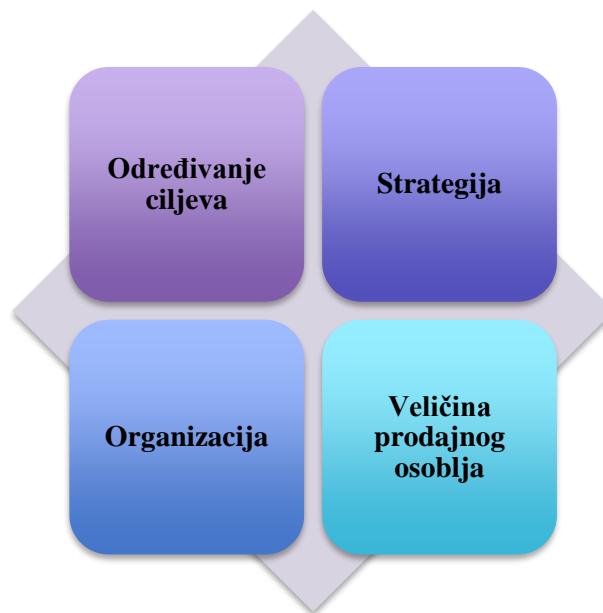 Određivanje
ciljeva
Strategija
Organizacija
Veličina
prodajnog
osoblja